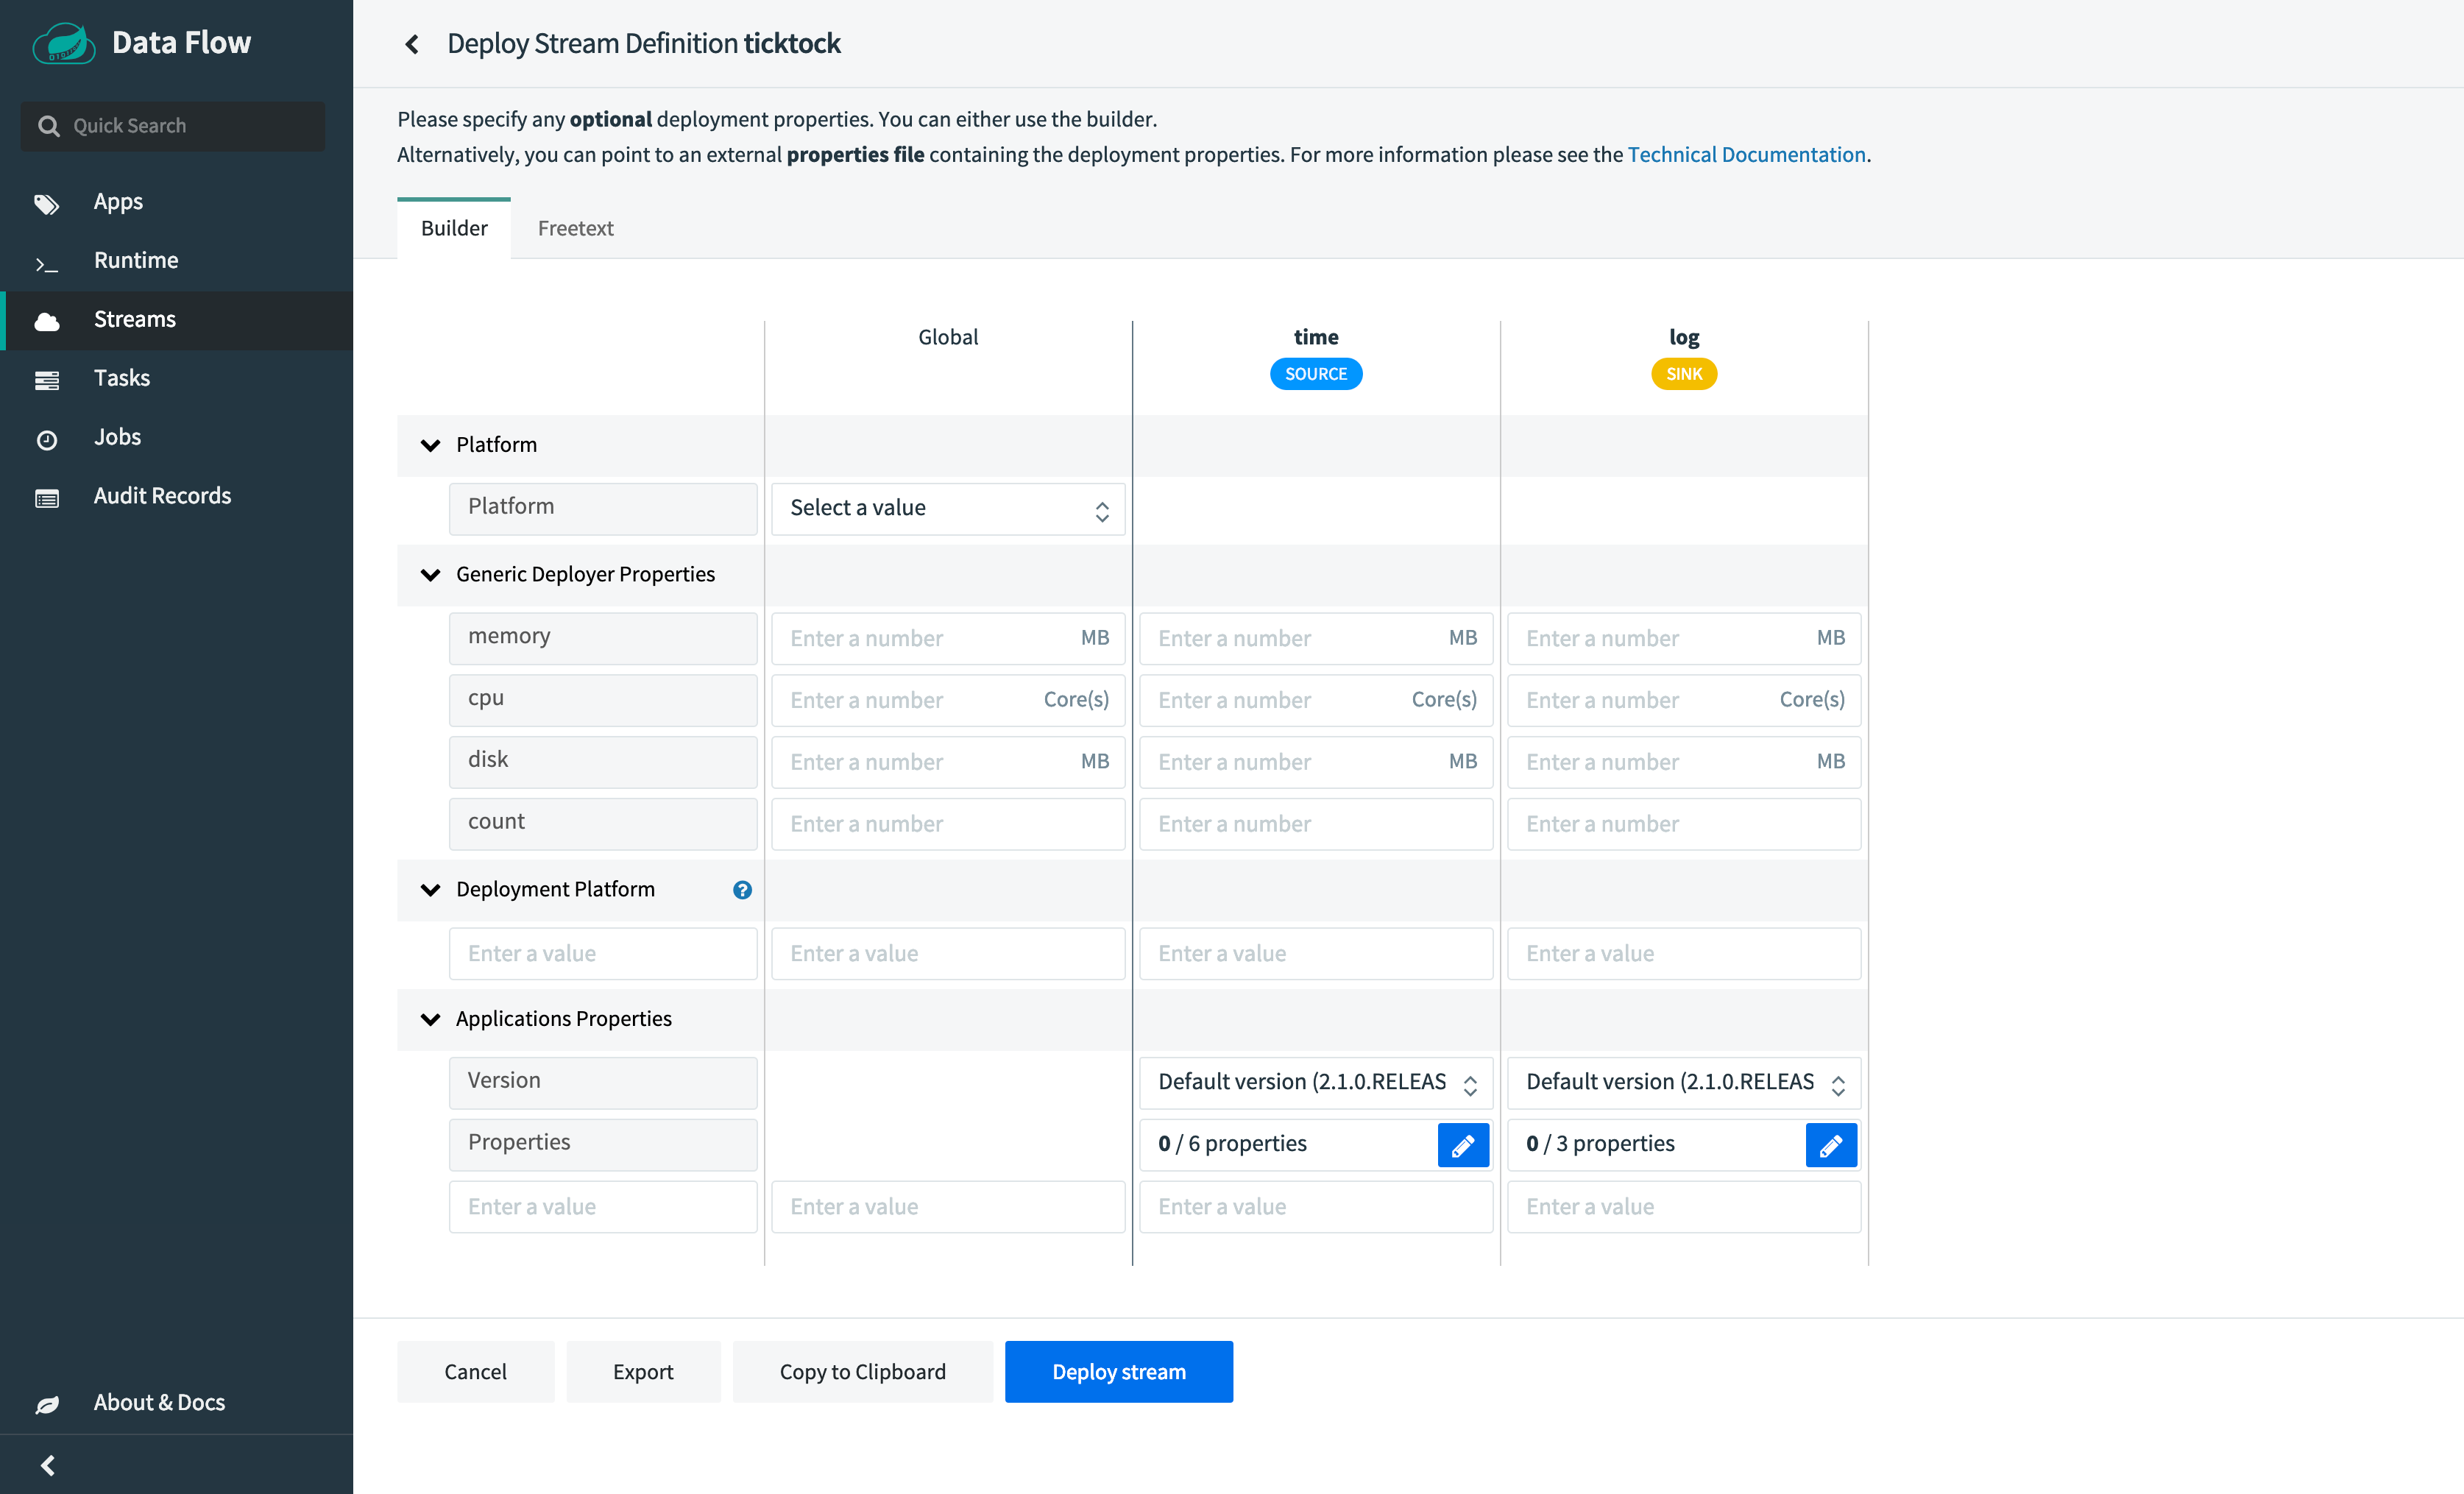 Data Flow
Quick Search
Apps
Runtime
Streams
Tasks
Jobs
Audit Records
About & Docs
Deploy Stream Definition ticktock
Please specify any optional deployment properties. You can either use the builder.
Alternatively, you can point to an external properties file containing the deployment properties. For more information please see the Technical Documentation.
Builder Freetext
Global time log
SOURCE SINK
Platform
Platform Select a value
Generic Deployer Properties
memory Enter a number MB Enter a number MB Enter a number MB
cpu Enter a number Core(s) Enter a number Core(s) Enter a number Core(s)
disk Enter a number MB Enter a number MB Enter a number MB
count Enter a number Enter a number Enter a number
Deployment Platform ?
Enter a value Enter a value Enter a value Enter a value
Applications Properties
Version Default version (2.1.0.RELEAS Default version (2.1.0.RELEAS
Properties 0 / 6 properties 0 / 3 properties
Enter a value Enter a value Enter a value Enter a value
Cancel Export Copy to Clipboard Deploy stream